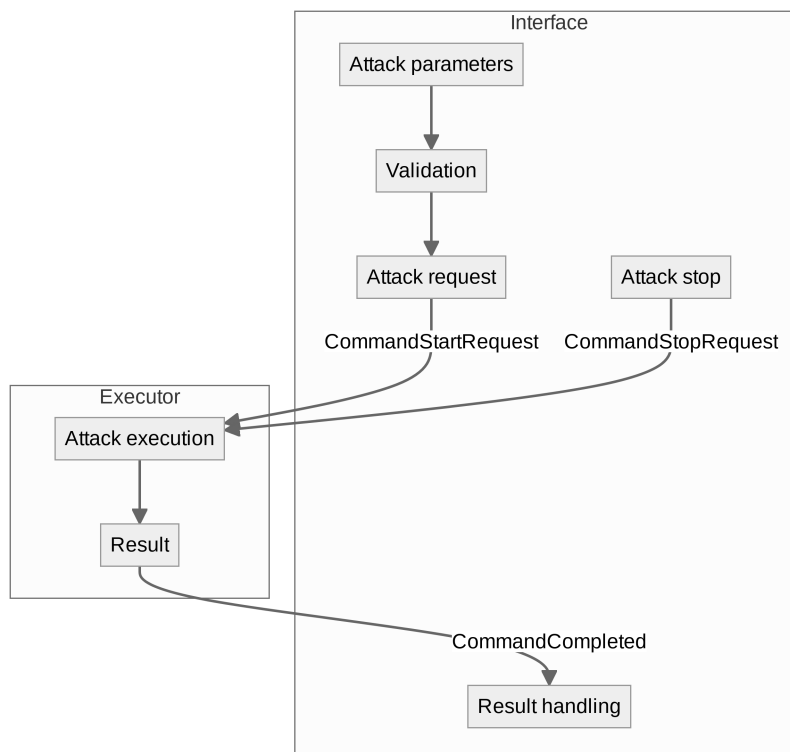 Interface
Attack parameters
Validation
Attack request
Attack stop
CommandStartRequest
CommandStopRequest
Executor
Attack execution
Result
CommandCompleted
Result handling